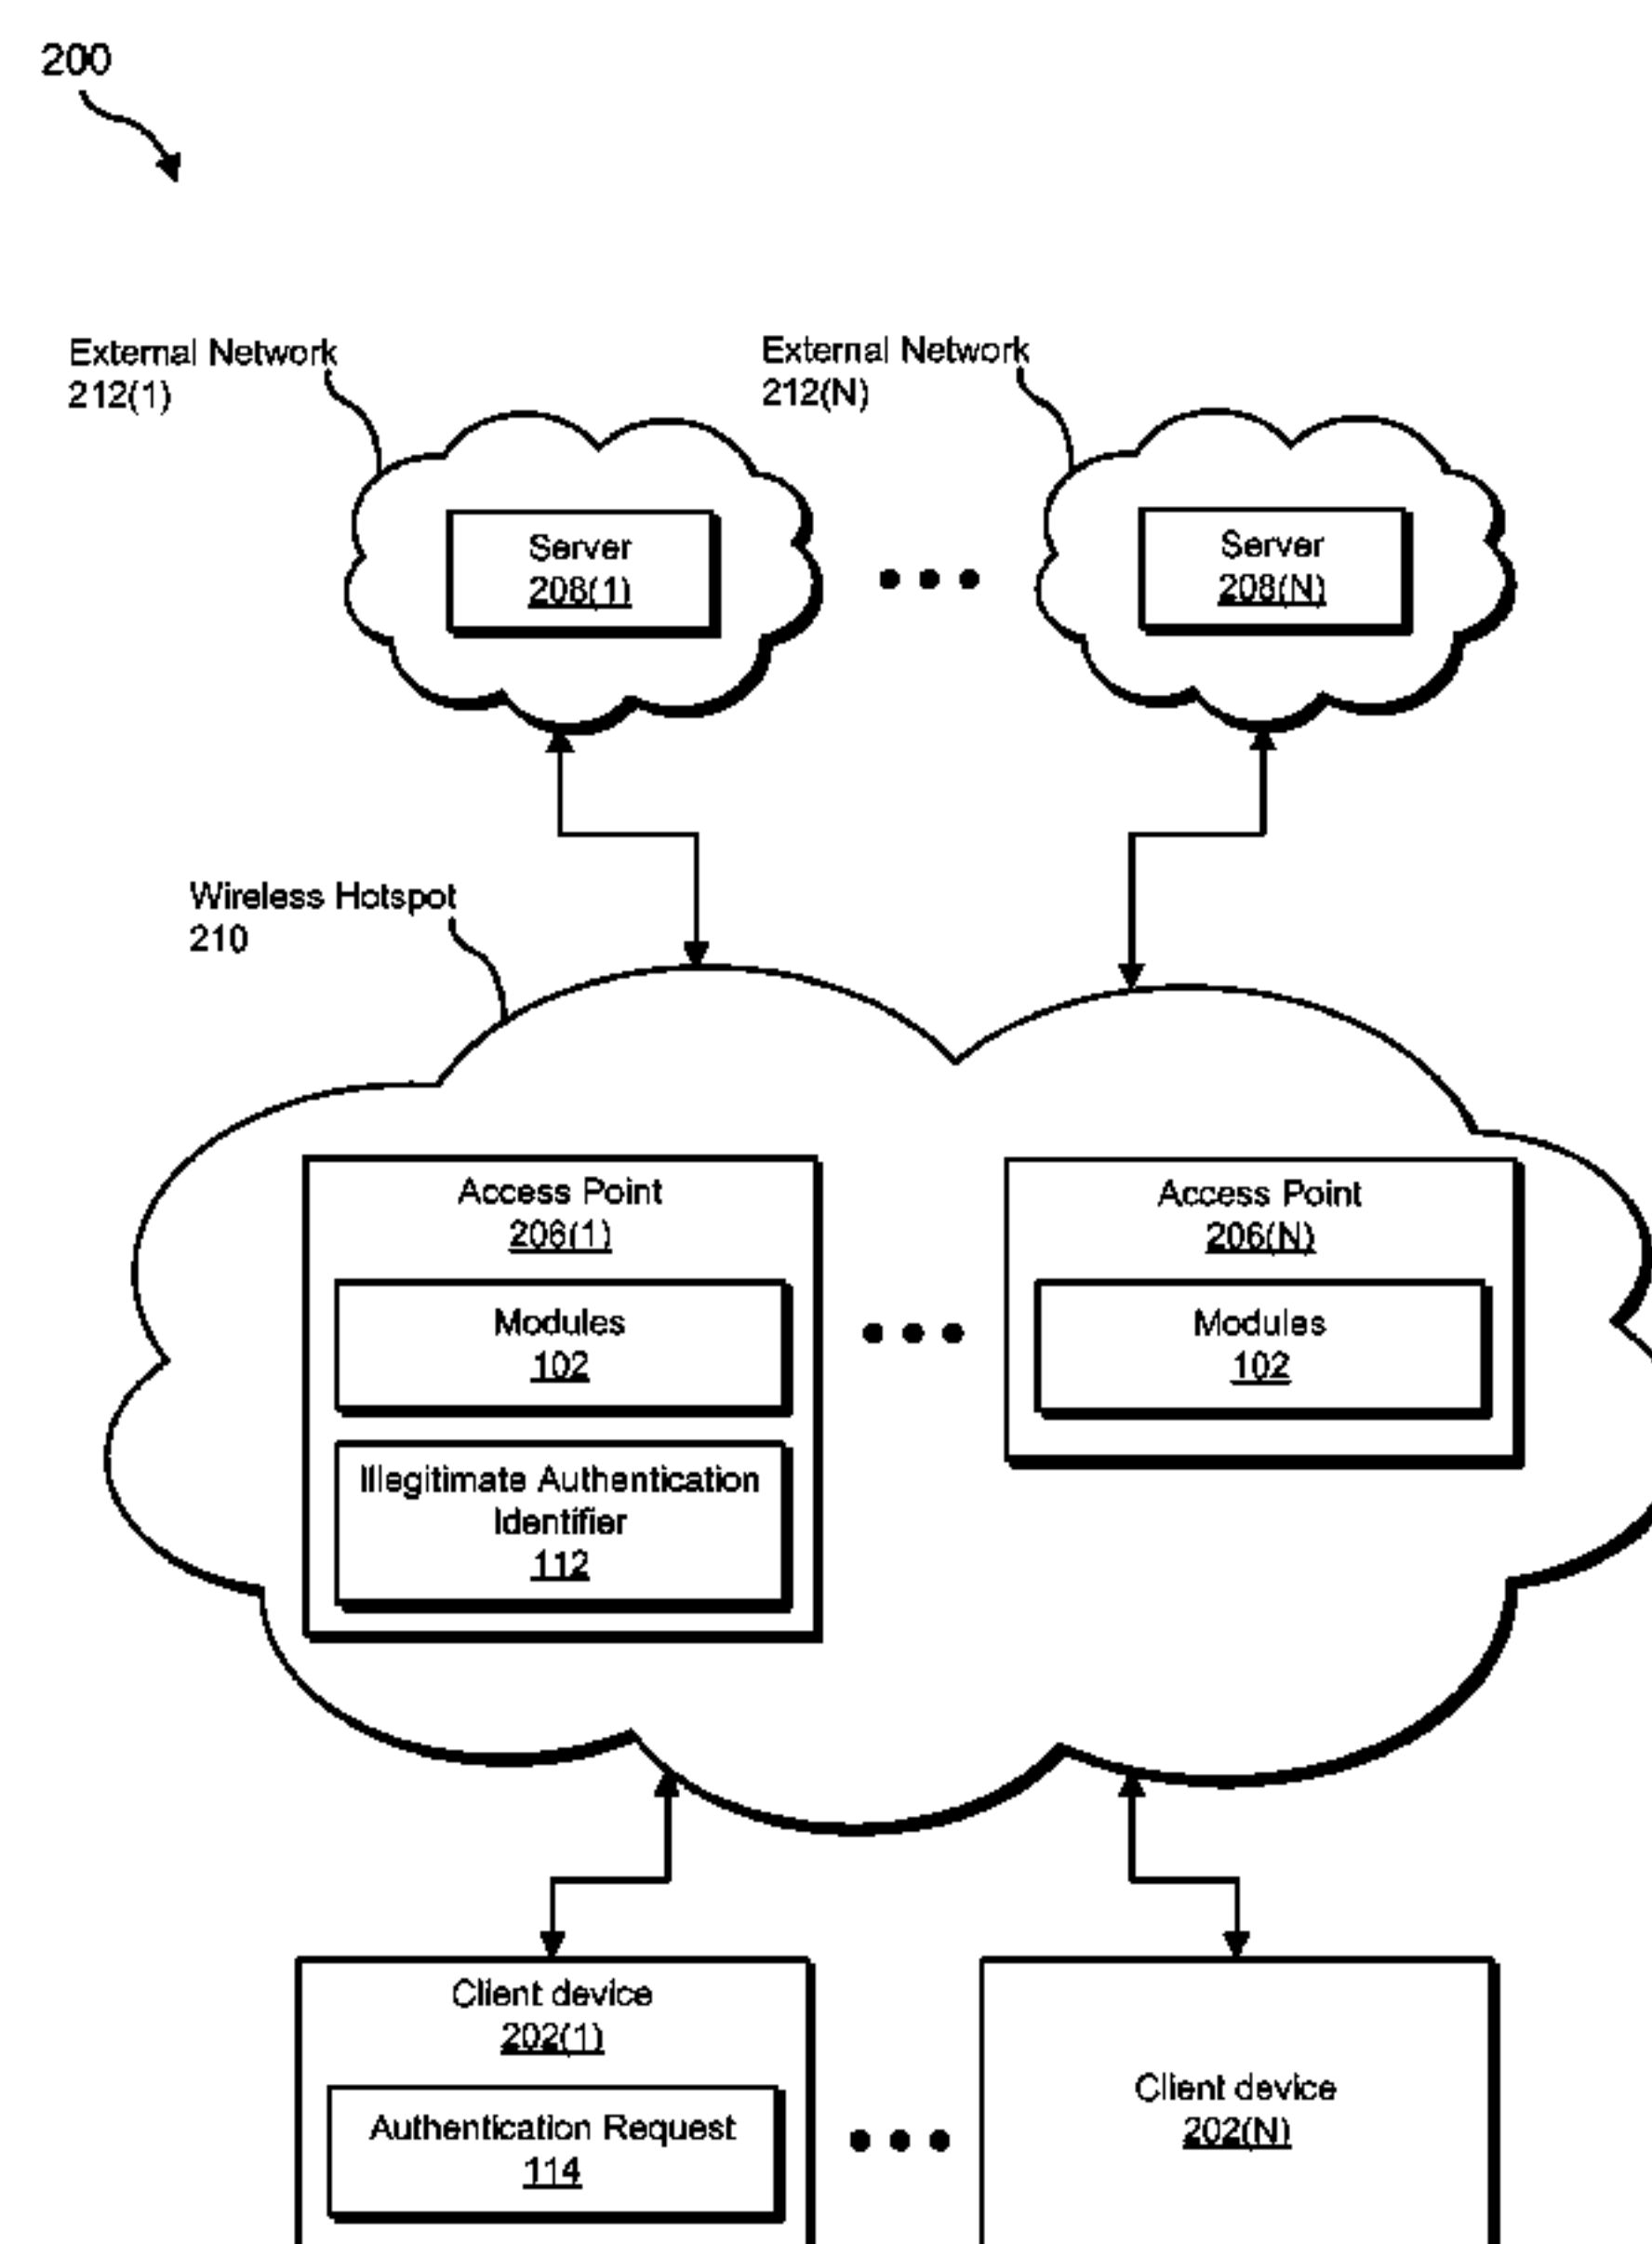 200
External Network
212(1)
External Network
212(N)
Server
208(1)
Server
208(N)
Wireless Hotspot
210
Access Point
206(1)
Modules
102
Illegitimate Authentication
Identifier
112
Access Point
206(N)
Modules
102
Client device
202(1)
Authentication Request
114
Client device
202(N)